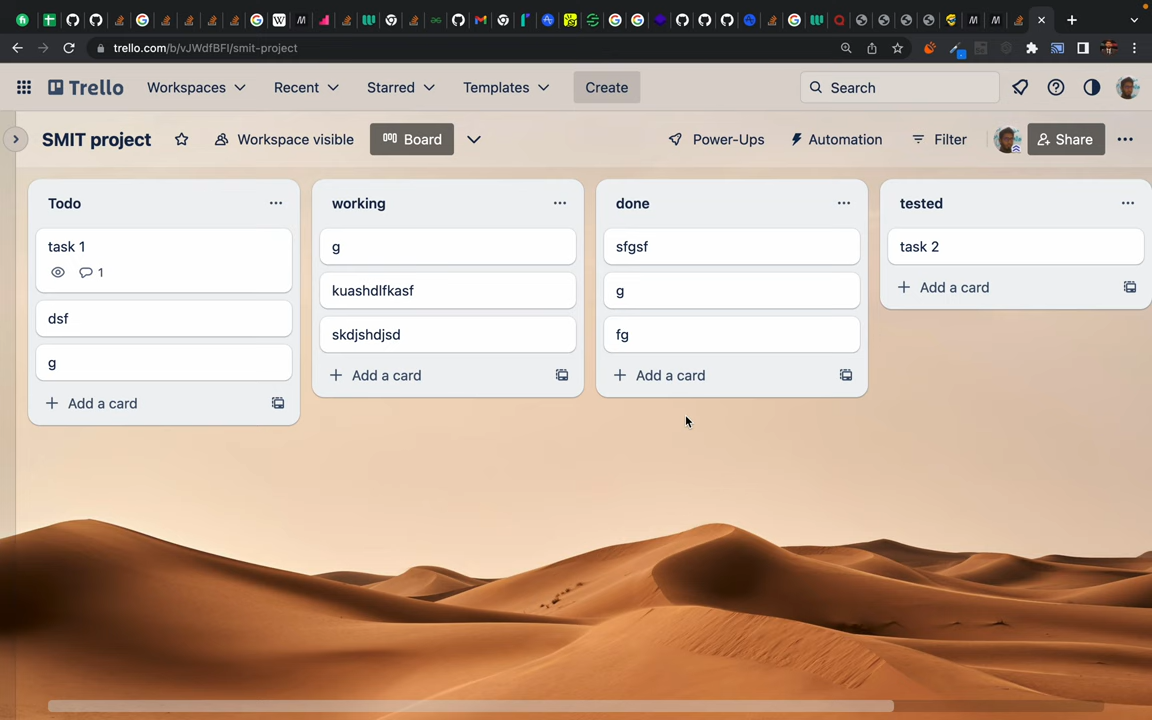 trello.com/b/vJWdfBFI/smit-project
Trello Workspaces Recent Starred Templates Create Search
SMIT project Workspace visible Board Power-Ups Automation Filter Share
Todo
task 1
1
dsf
g
+ Add a card
working
g
kuashdlfkasf
skdjshdjsd
+ Add a card
done
sfgsf
g
fg
+ Add a card
tested
task 2
+ Add a card